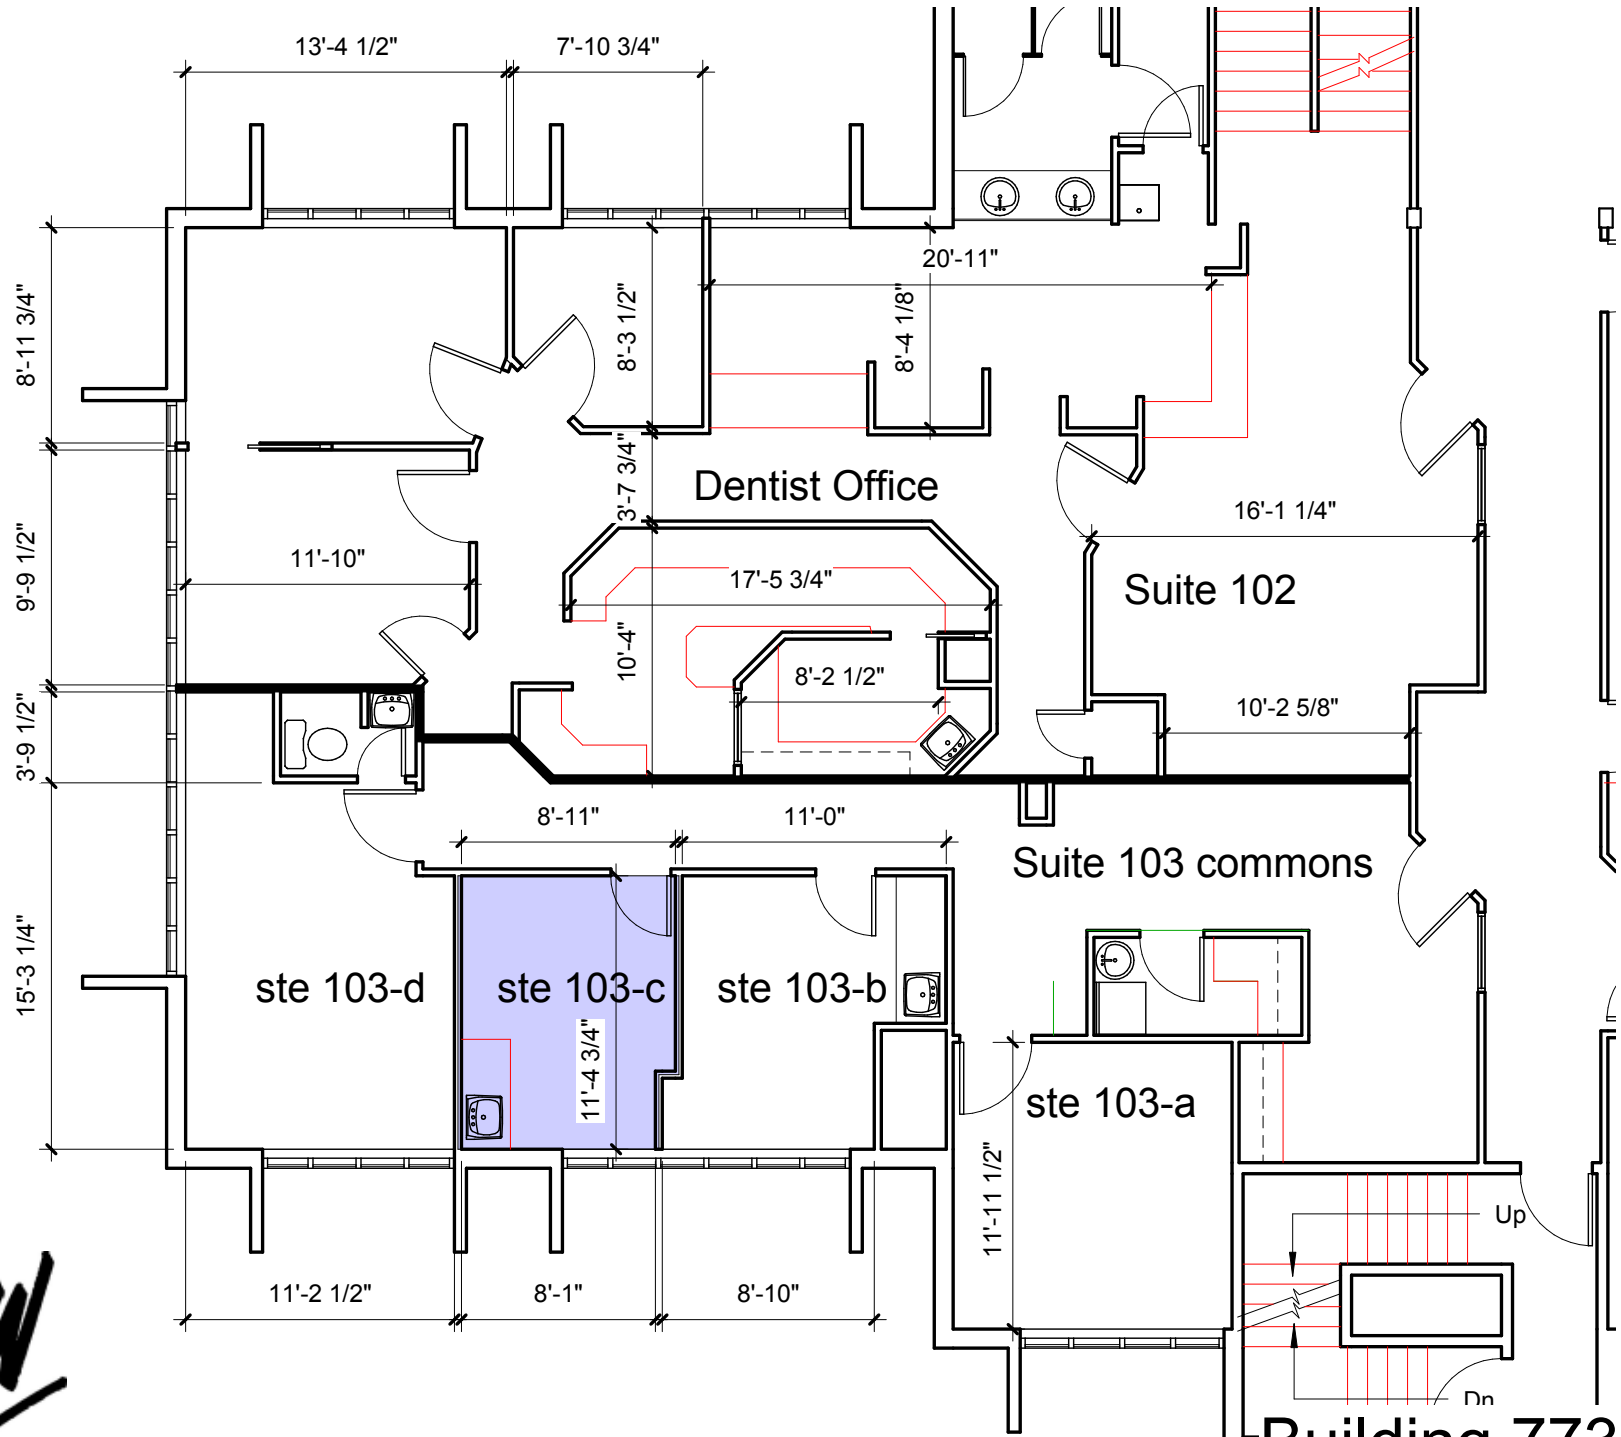 13'-4 1/2"
7'-10 3/4"
20'-11"
8'-11 3/4"
8'-3 1/2"
8'-4 1/8"
3'-7 3/4"
Dentist Office
16'-1 1/4"
9'-9 1/2"
11'-10"
17'-5 3/4"
Suite 102
10'-4"
8'-2 1/2"
10'-2 5/8"
3'-9 1/2"
8'-11"
11'-0"
Suite 103 commons
15'-3 1/4"
ste 103-d
ste 103-c
ste 103-b
11'-4 3/4"
ste 103-a
11'-11 1/2"
Up
11'-2 1/2"
8'-1"
8'-10"
Dn
Building 772